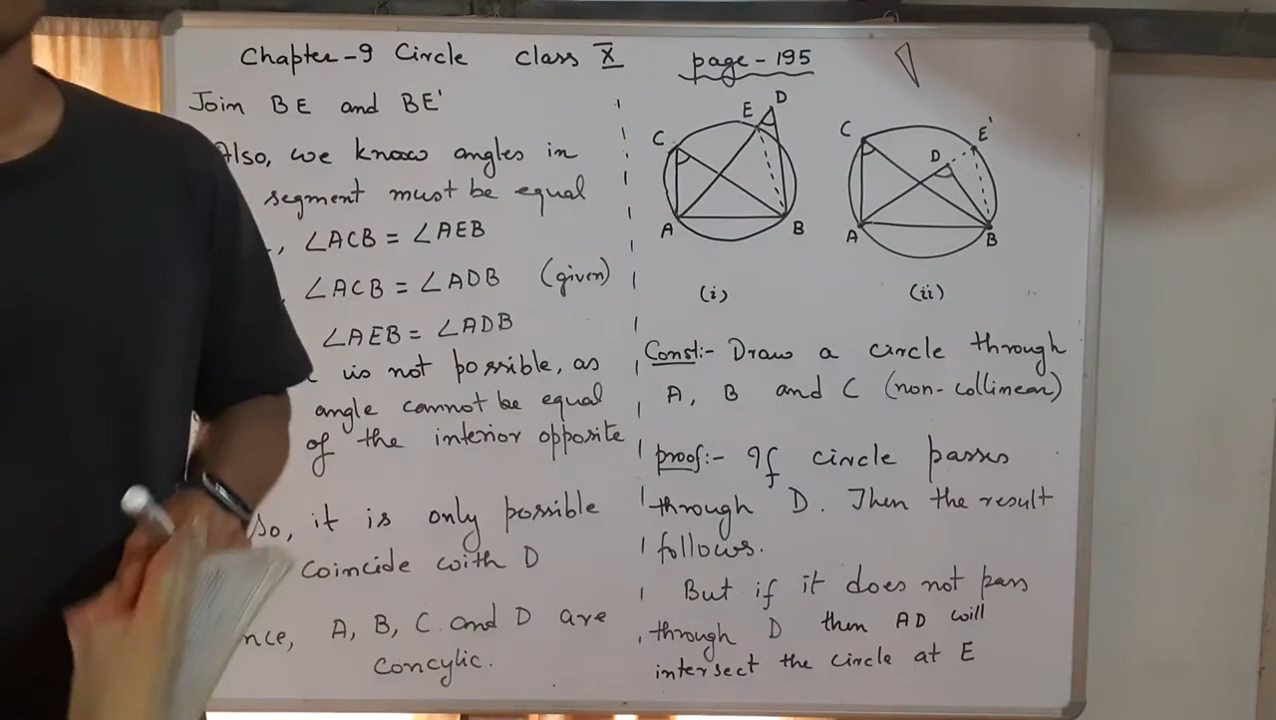 Chapter-9 Circle class X page-195
Join BE and BE'
Also, we know angles in
segment must be equal
∠ACB = ∠AEB
∠ACB = ∠ADB (given)
∠AEB = ∠ADB
is not possible, as
angle cannot be equal
of the interior opposite
So, it is only possible
coincide with D
nce, A, B, C and D are
concylic.
C E D
A B
(i)
C E'
D
A B
(ii)
Const:- Draw a circle through
A, B and C (non-collinear)
proof:- If circle passes
through D. Then the result
follows.
But if it does not pass
through D then AD will
intersect the circle at E